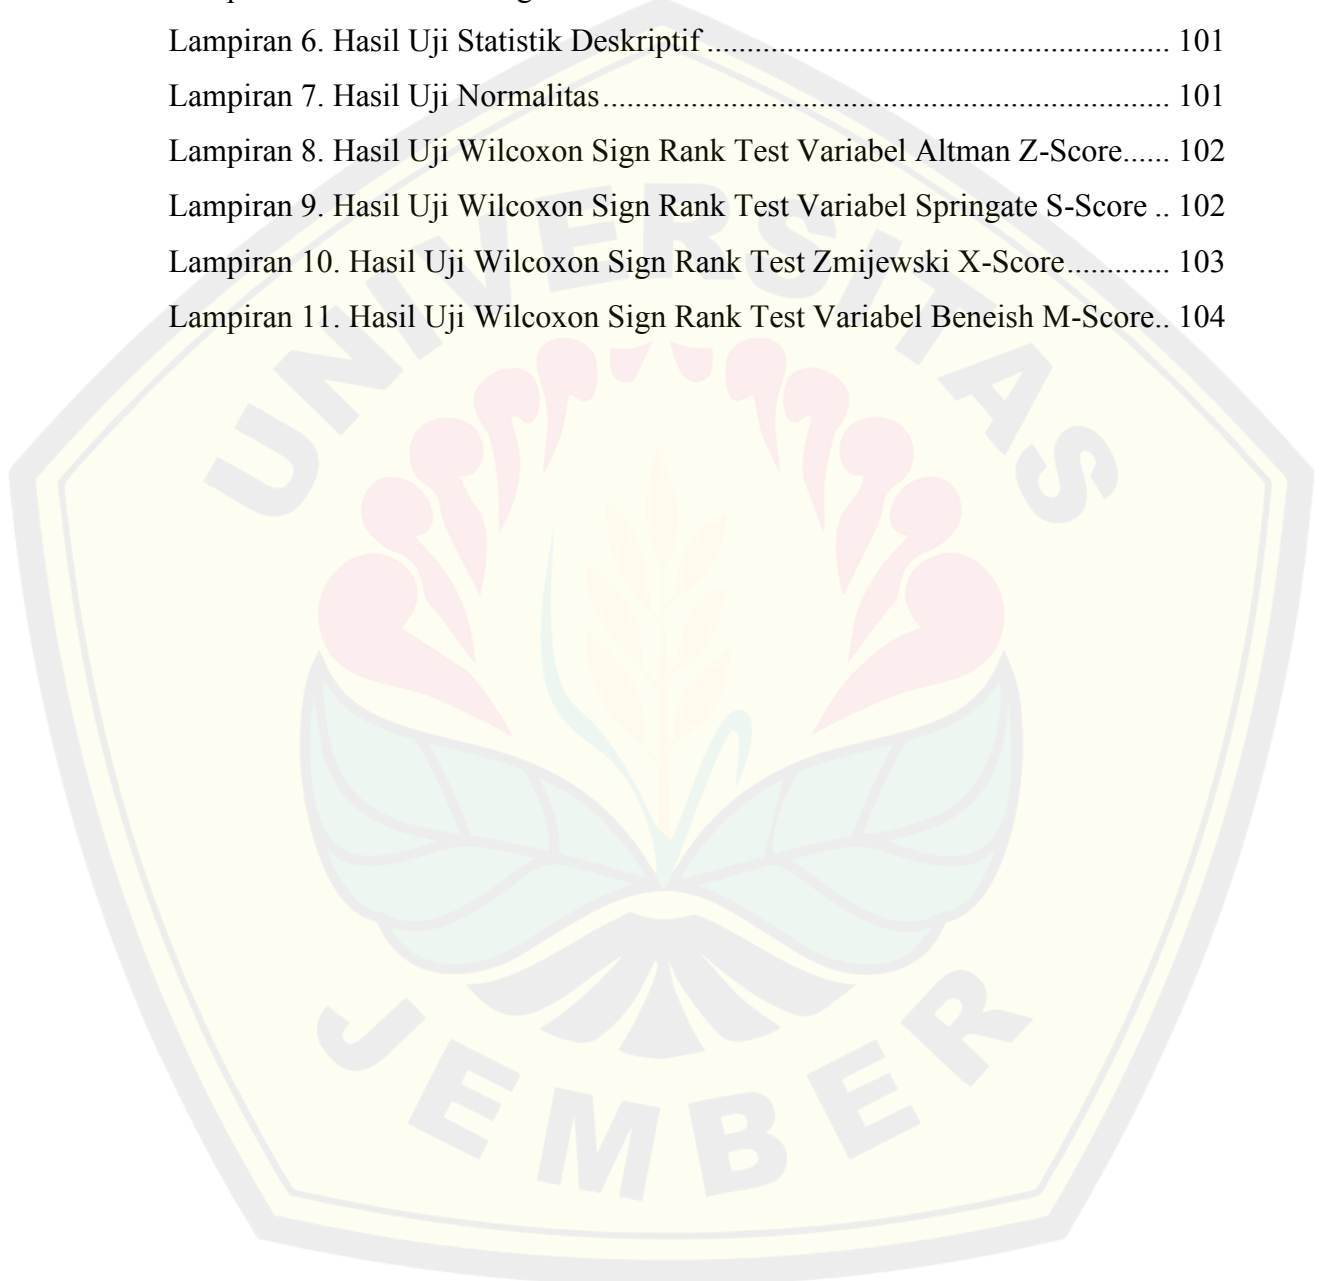 Lampiran 6. Hasil Uji Statistik Deskriptif .......................................................... 101
Lampiran 7. Hasil Uji Normalitas....................................................................... 101
Lampiran 8. Hasil Uji Wilcoxon Sign Rank Test Variabel Altman Z-Score...... 102
Lampiran 9. Hasil Uji Wilcoxon Sign Rank Test Variabel Springate S-Score .. 102
Lampiran 10. Hasil Uji Wilcoxon Sign Rank Test Zmijewski X-Score............. 103
Lampiran 11. Hasil Uji Wilcoxon Sign Rank Test Variabel Beneish M-Score.. 104
UNIVERSITAS
JEMBER